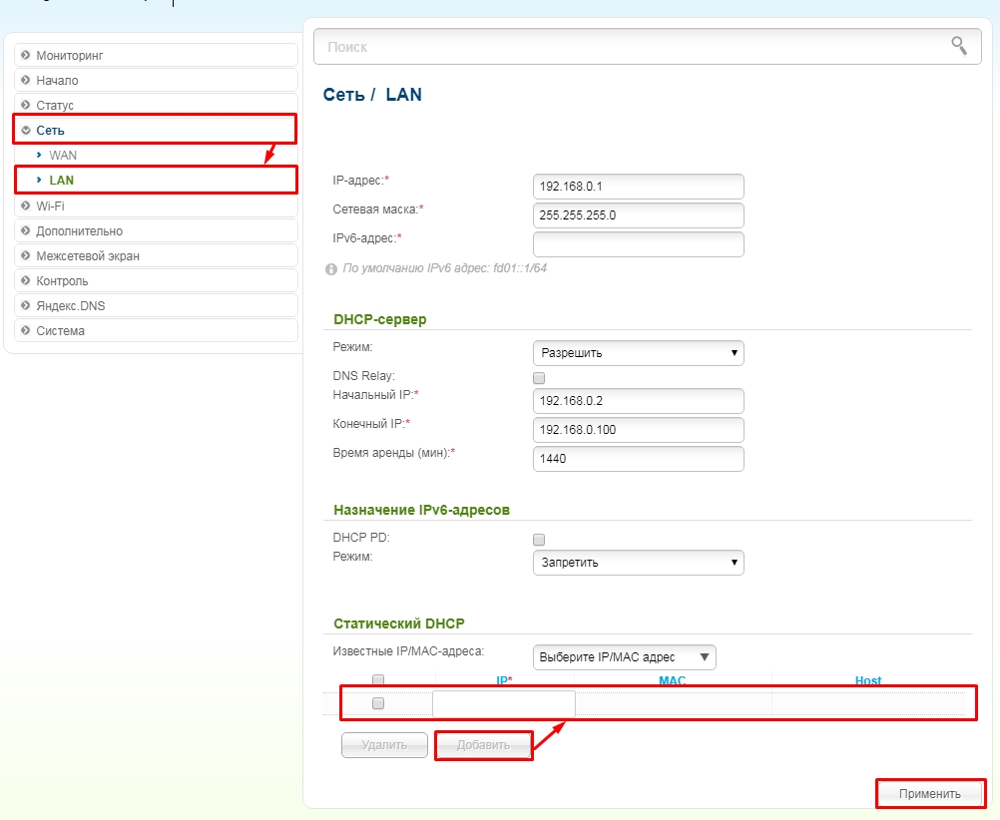 Поиск
Мониторинг
Начало
Статус
Сеть
WAN
LAN
Wi-Fi
Дополнительно
Межсетевой экран
Контроль
Яндекс.DNS
Система
Сеть / LAN
IP-адрес:* 192.168.0.1
Сетевая маска:* 255.255.255.0
IPv6-адрес:*
По умолчанию IPv6 адрес: fd01::1/64
DHCP-сервер
Режим: Разрешить
DNS Relay:
Начальный IP:* 192.168.0.2
Конечный IP:* 192.168.0.100
Время аренды (мин):* 1440
Назначение IPv6-адресов
DHCP PD:
Режим: Запретить
Статический DHCP
Известные IP/MAC-адреса: Выберите IP/MAC адрес
IP* MAC Host
Удалить Добавить
Применить